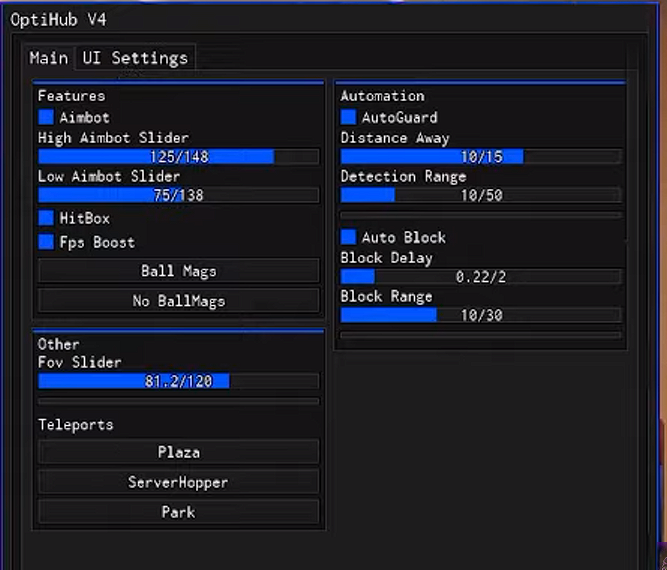 OptiHub V4
Main UI Settings
Features
Aimbot
High Aimbot Slider
125/148
Low Aimbot Slider
75/138
HitBox
Fps Boost
Ball Mags
No BallMags
Other
Fov Slider
81.2/120
Teleports
Plaza
ServerHopper
Park
Automation
AutoGuard
Distance Away
10/15
Detection Range
10/50
Auto Block
Block Delay
0.22/2
Block Range
10/30